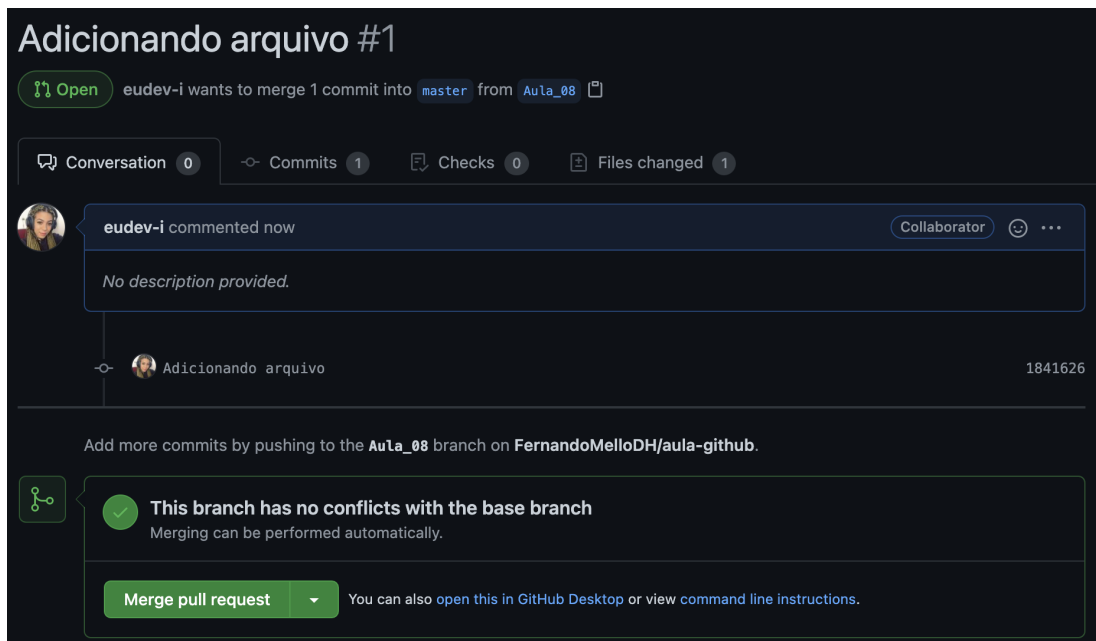 Adicionando arquivo #1
Open eudev-i wants to merge 1 commit into master from Aula_08
Conversation 0 Commits 1 Checks 0 Files changed 1
eudev-i commented now Collaborator
No description provided.
Adicionando arquivo 1841626
Add more commits by pushing to the Aula_08 branch on FernandoMelloDH/aula-github.
This branch has no conflicts with the base branch
Merging can be performed automatically.
Merge pull request You can also open this in GitHub Desktop or view command line instructions.